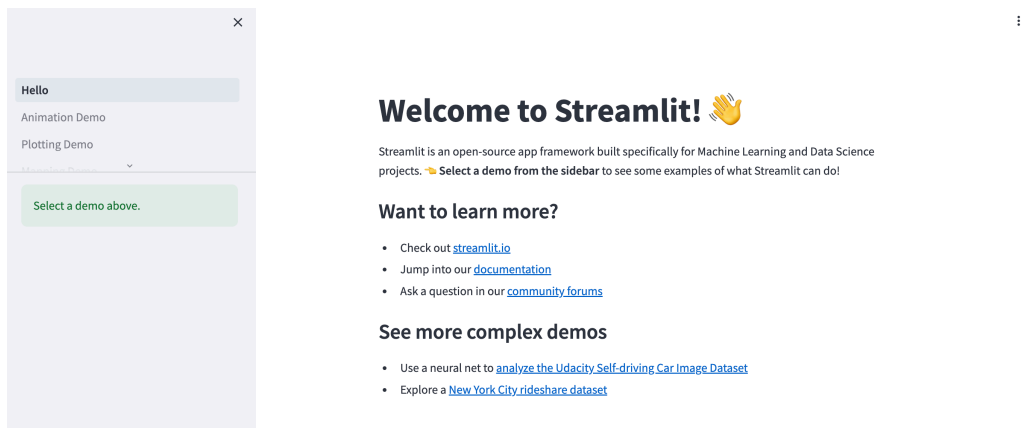 Hello
Animation Demo
Plotting Demo
Mapping Demo
Select a demo above.
Welcome to Streamlit! 👋
Streamlit is an open-source app framework built specifically for Machine Learning and Data Science
projects. 👈 Select a demo from the sidebar to see some examples of what Streamlit can do!
Want to learn more?
• Check out streamlit.io
• Jump into our documentation
• Ask a question in our community forums
See more complex demos
• Use a neural net to analyze the Udacity Self-driving Car Image Dataset
• Explore a New York City rideshare dataset